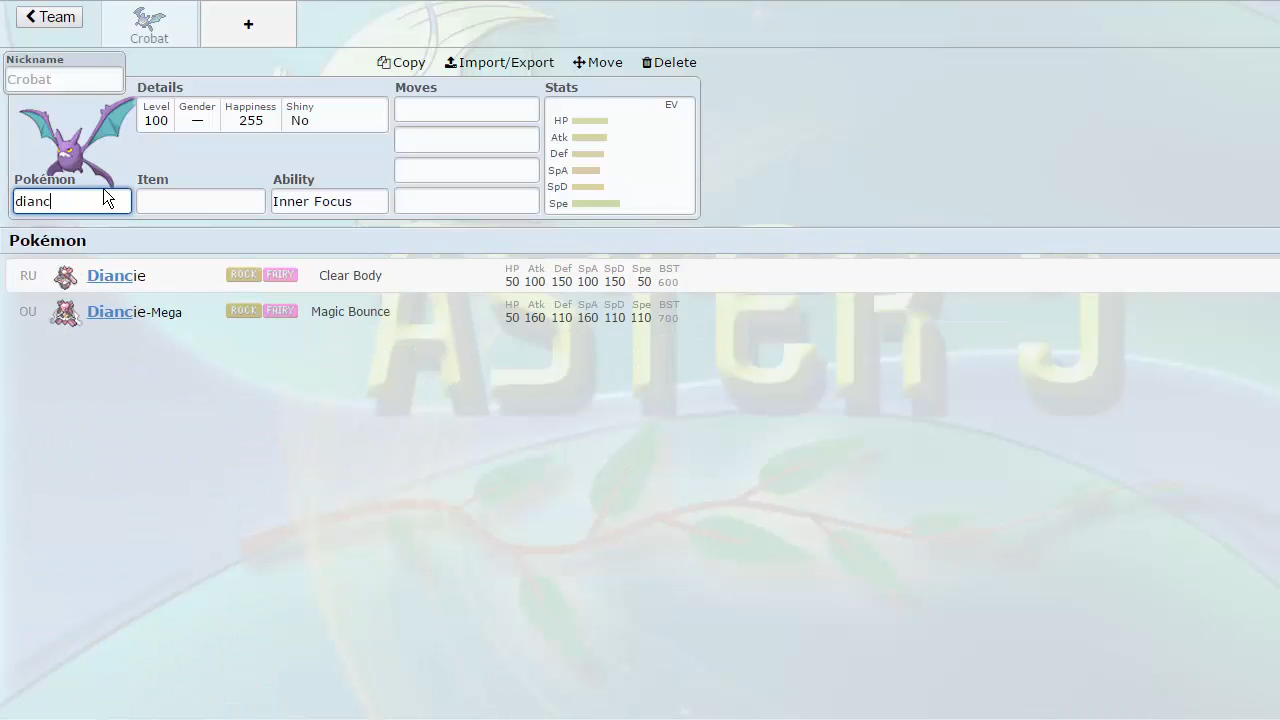 Team
Crobat
+
Nickname
Crobat
Copy Import/Export Move Delete
Details
Level Gender Happiness Shiny
100 — 255 No
Moves
Stats
EV
HP
Atk
Def
SpA
SpD
Spe
Pokémon Item Ability
dianc Inner Focus
Pokémon
RU Diancie ROCK FAIRY Clear Body HP Atk Def SpA SpD Spe BST
50 100 150 100 150 50 600
OU Diancie-Mega ROCK FAIRY Magic Bounce HP Atk Def SpA SpD Spe BST
50 160 110 160 110 110 700
ASTER J